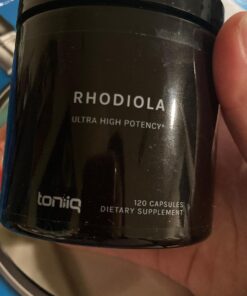 RHODIOLA
ULTRA HIGH POTENCY*
toniiq
120 CAPSULES
DIETARY SUPPLEMENT